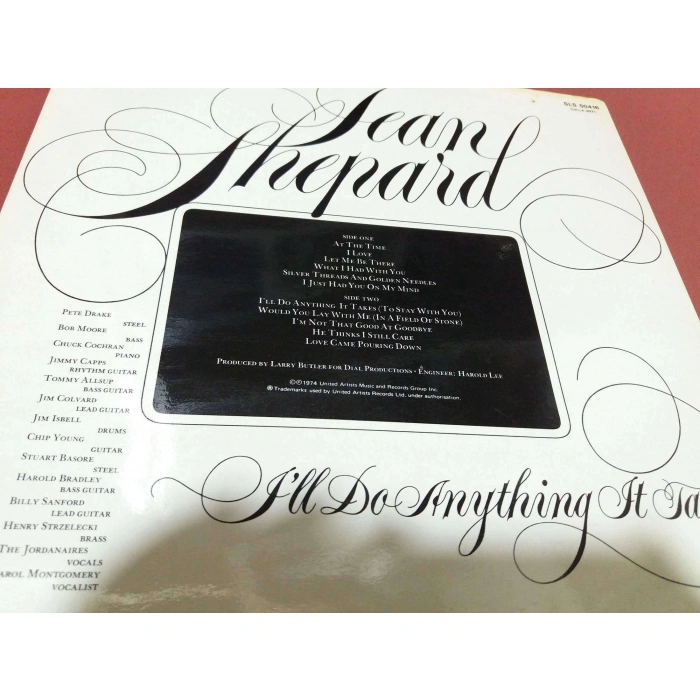 SLS 50416
Jean
Shepard
SIDE ONE
AT THE TIME
I LOVE
LET ME BE THERE
WHAT I HAD WITH YOU
SILVER THREADS AND GOLDEN NEEDLES
I JUST HAD YOU ON MY MIND
SIDE TWO
I'LL DO ANYTHING IT TAKES (TO STAY WITH YOU)
WOULD YOU LAY WITH ME (IN A FIELD OF STONE)
I'M NOT THAT GOOD AT GOODBYE
HE THINKS I STILL CARE
LOVE CAME POURING DOWN
PRODUCED BY LARRY BUTLER FOR DIAL PRODUCTIONS · ENGINEER: HAROLD LEE
©℗1974 United Artists Music and Records Group Inc.
® Trademarks used by United Artists Records Ltd. under authorisation.
PETE DRAKE
STEEL
BOB MOORE
BASS
CHUCK COCHRAN
PIANO
JIMMY CAPPS
RHYTHM GUITAR
TOMMY ALLSUP
BASS GUITAR
JIM COLVARD
LEAD GUITAR
JIM ISBELL
DRUMS
CHIP YOUNG
GUITAR
STUART BASORE
STEEL
HAROLD BRADLEY
BASS GUITAR
BILLY SANFORD
LEAD GUITAR
HENRY STRZELECKI
BRASS
THE JORDANAIRES
VOCALS
AROL MONTGOMERY
VOCALIST
I'll Do Anything It Ta